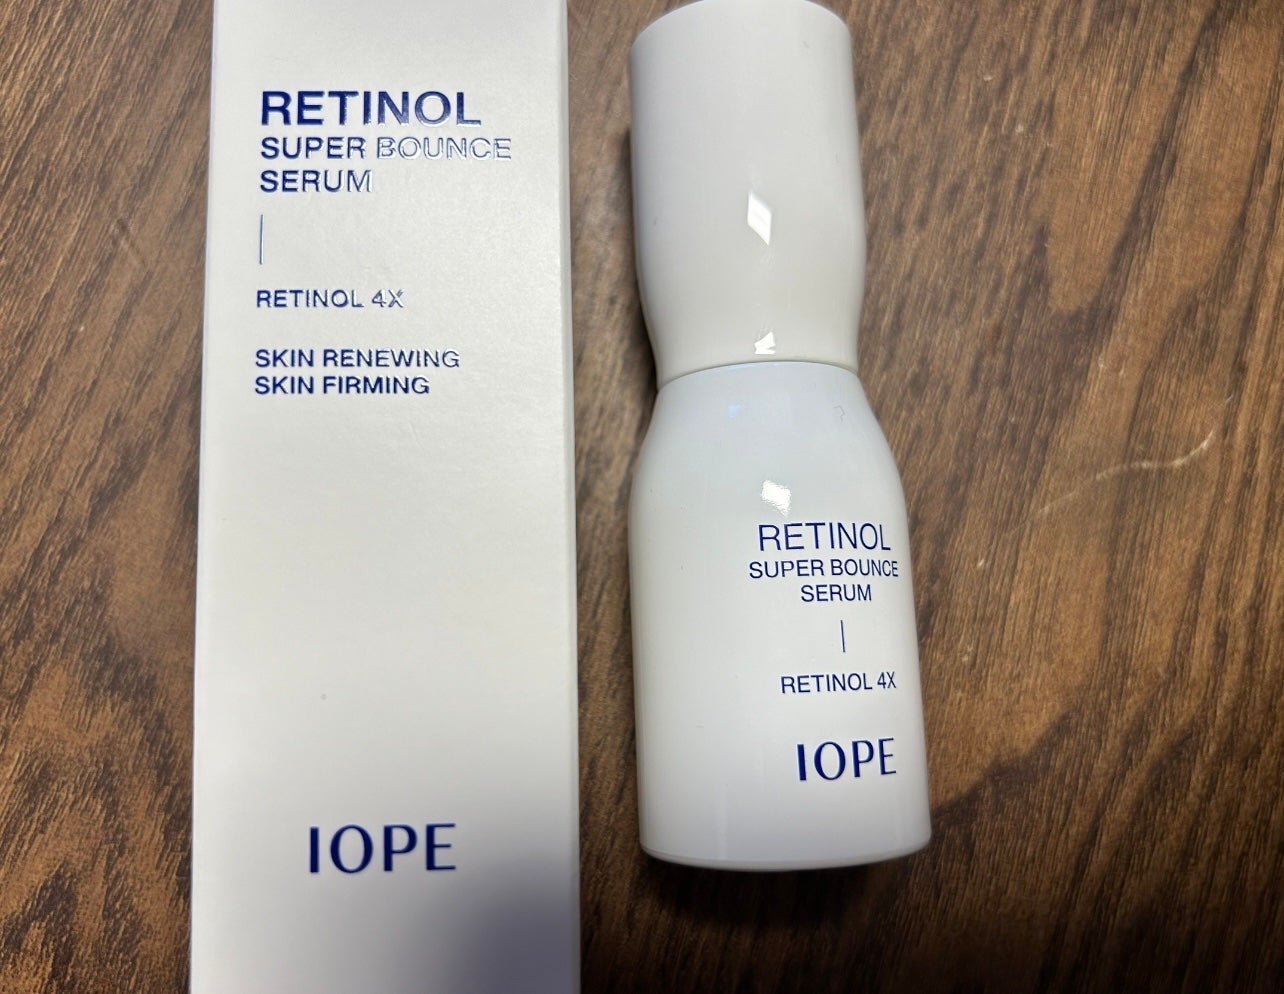 RETINOL
SUPER BOUNCE
SERUM
RETINOL 4X
SKIN RENEWING
SKIN FIRMING
IOPE
RETINOL
SUPER BOUNCE
SERUM
RETINOL 4X
IOPE